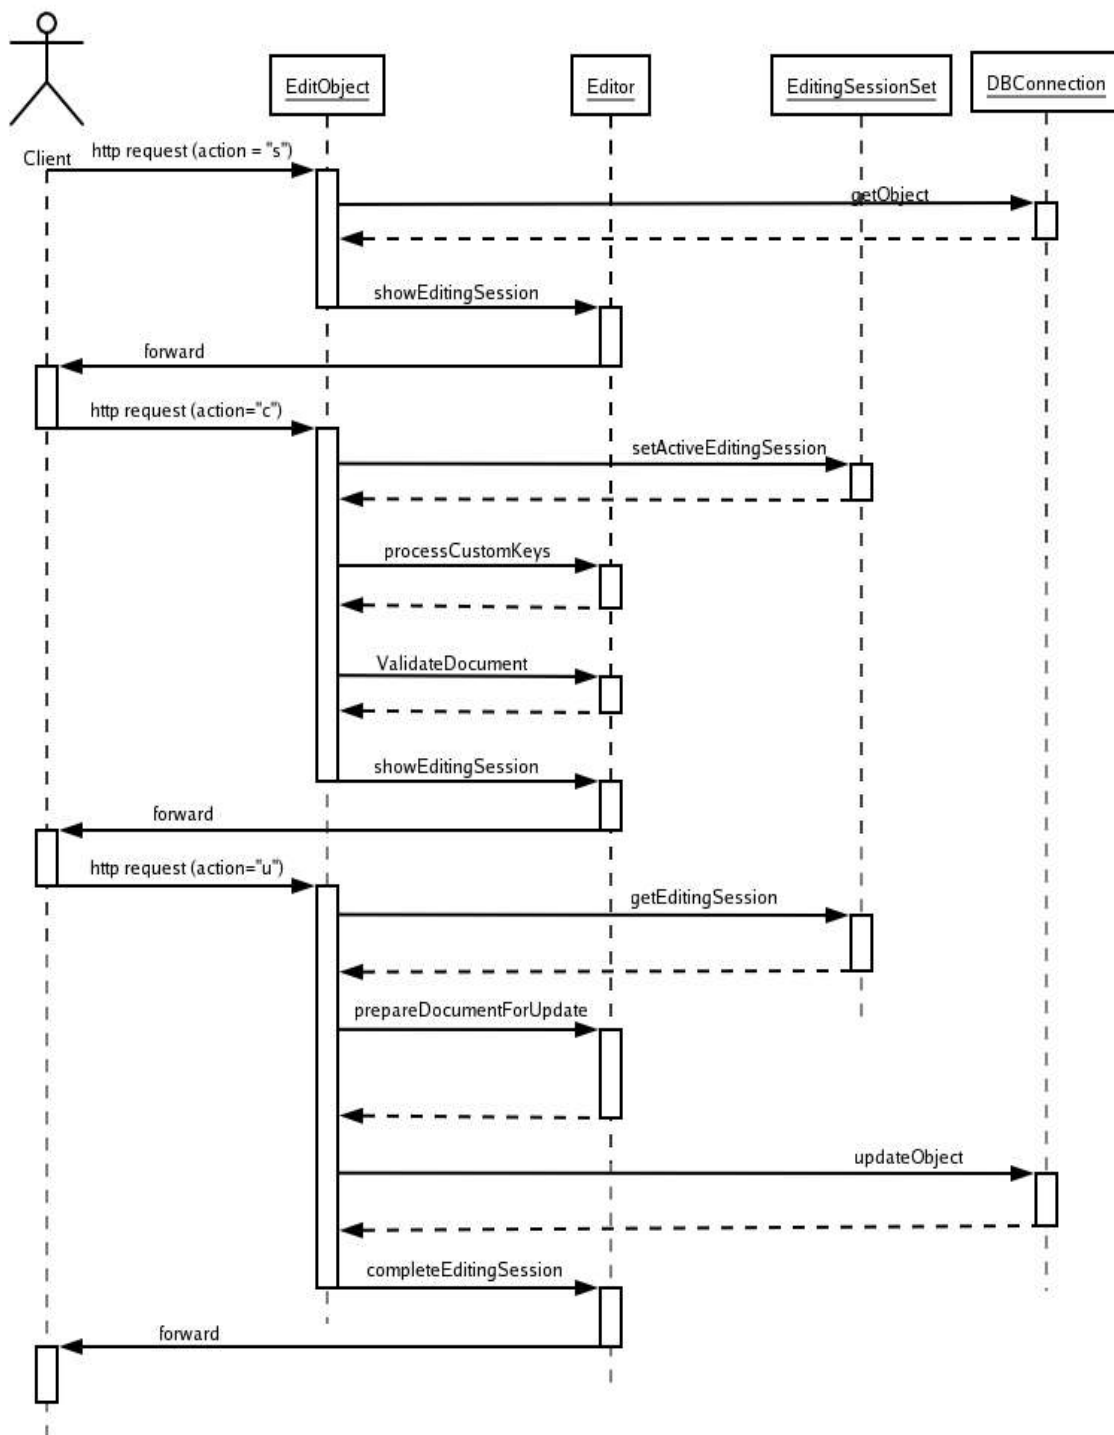 EditObject
Editor
EditingSessionSet
DBConnection
Client
http request (action = "s")
getObject
showEditingSession
forward
http request (action="c")
setActiveEditingSession
processCustomKeys
ValidateDocument
showEditingSession
forward
http request (action="u")
getEditingSession
prepareDocumentForUpdate
updateObject
completeEditingSession
forward